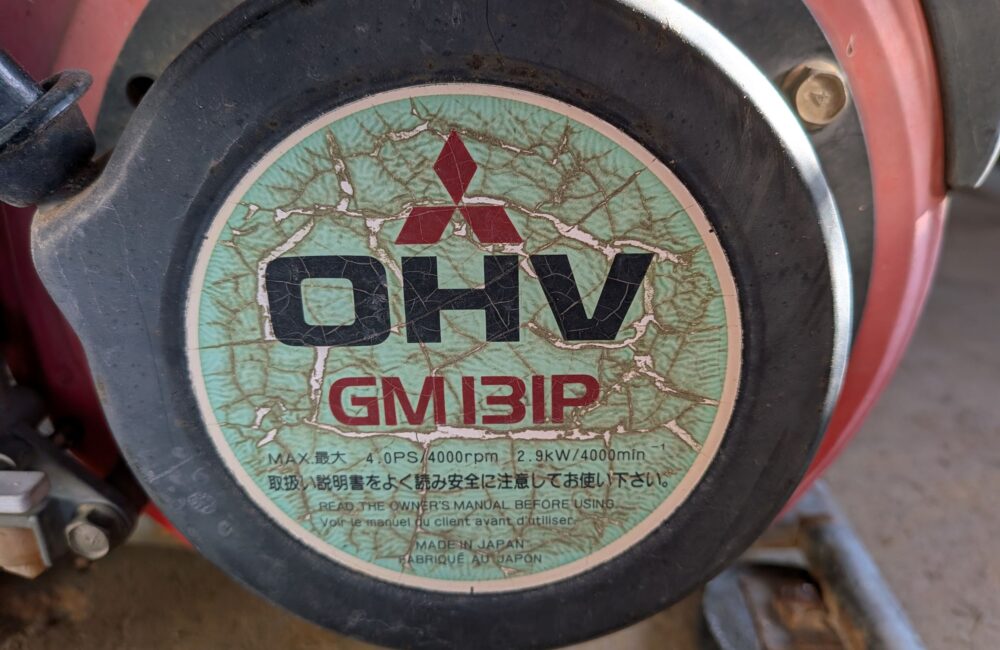 OHV
GM131P
MAX.最大 4.0PS/4000rpm 2.9kW/4000min⁻¹
取扱い説明書をよく読み安全に注意してお使い下さい。
READ THE OWNER'S MANUAL BEFORE USING.
Voir le manuel du client avant d'utiliser.
MADE IN JAPAN
FABRIQUÉ AU JAPON